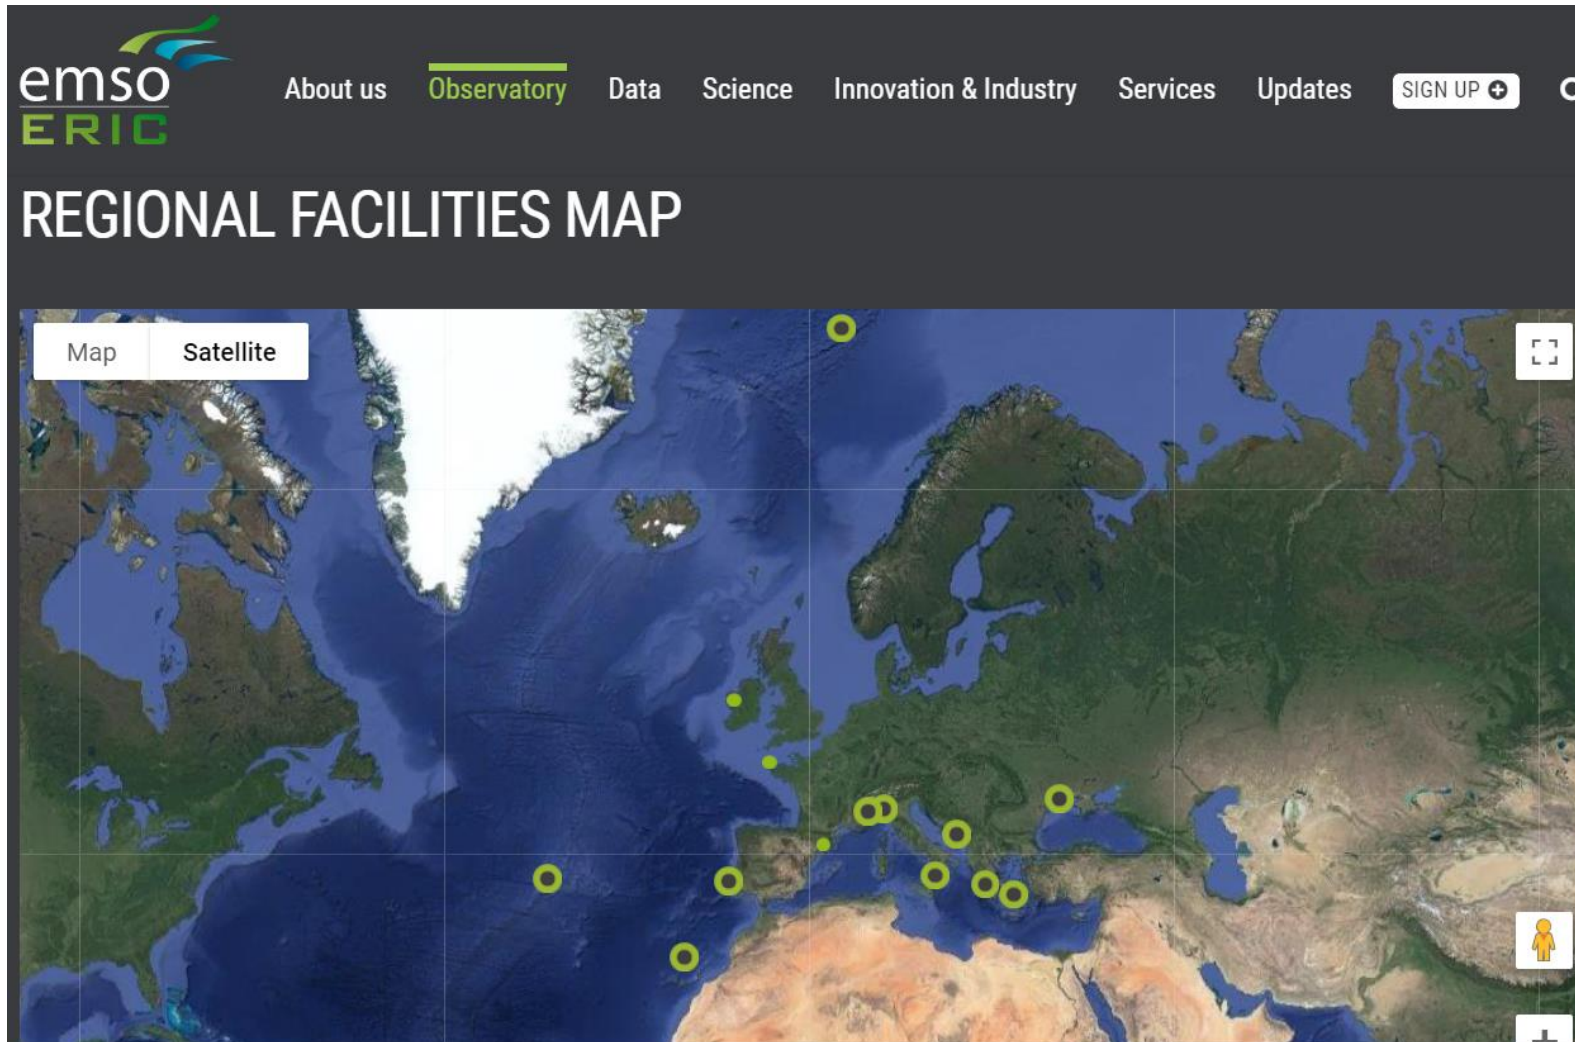 emso
ERIC
About us Observatory Data Science Innovation & Industry Services Updates SIGN UP
REGIONAL FACILITIES MAP
Map Satellite